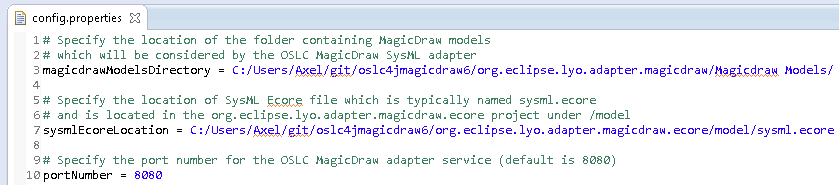 config.properties
1 # Specify the location of the folder containing MagicDraw models
2 # which will be considered by the OSLC MagicDraw SysML adapter
3 magicdrawModelsDirectory = C:/Users/Axel/git/oslc4jmagicdraw6/org.eclipse.lyo.adapter.magicdraw/Magicdraw Models/
4
5 # Specify the location of SysML Ecore file which is typically named sysml.ecore
6 # and is located in the org.eclipse.lyo.adapter.magicdraw.ecore project under /model
7 sysmlEcoreLocation = C:/Users/Axel/git/oslc4jmagicdraw6/org.eclipse.lyo.adapter.magicdraw.ecore/model/sysml.ecore
8
9 # Specify the port number for the OSLC MagicDraw adapter service (default is 8080)
10 portNumber = 8080